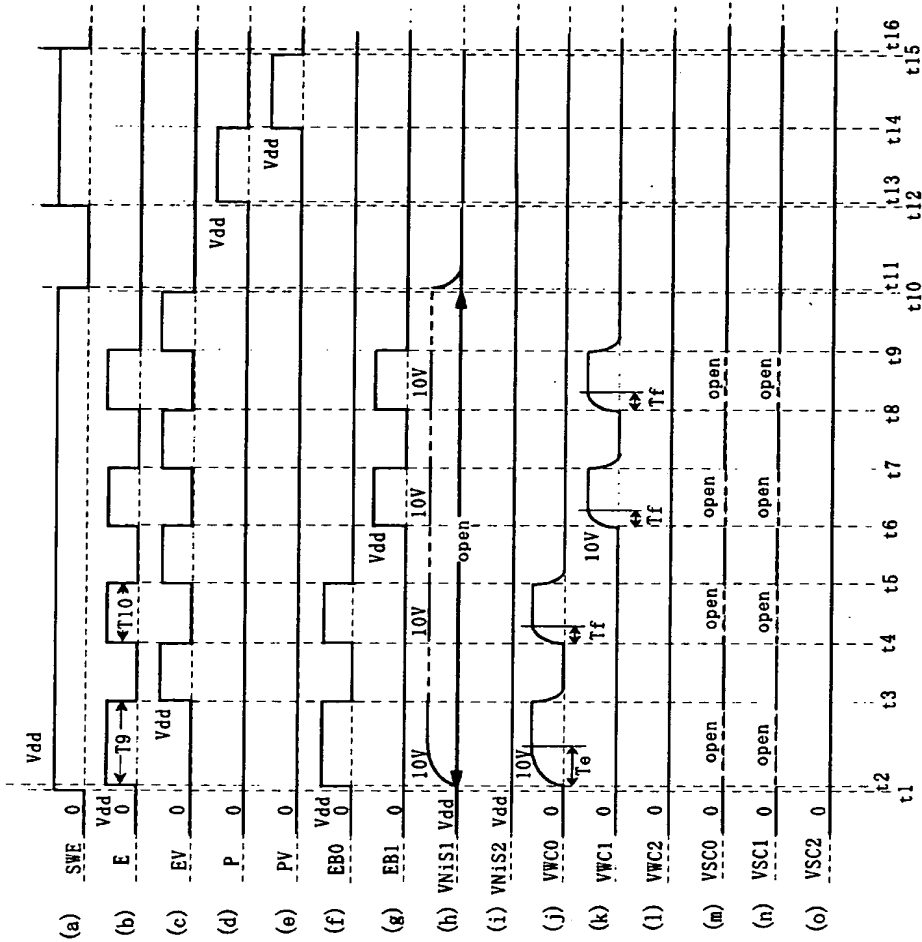 (a) SWE 0 Vdd
(b) E 0 Vdd T9 T10
(c) EV 0 Vdd
(d) P 0 Vdd
(e) PV 0 Vdd
(f) EB0 0 Vdd
(g) EB1 0 Vdd
(h) VNiS1 Vdd 10V 10V 10V 10V open
(i) VNiS2 Vdd
(j) VWC0 0 10V Te Tf
(k) VWC1 0 10V Tf Tf
(l) VWC2 0
(m) VSC0 0 open open open open
(n) VSC1 0 open open open open
(o) VSC2 0
t1 t2 t3 t4 t5 t6 t7 t8 t9 t10 t11 t12 t13 t14 t15 t16